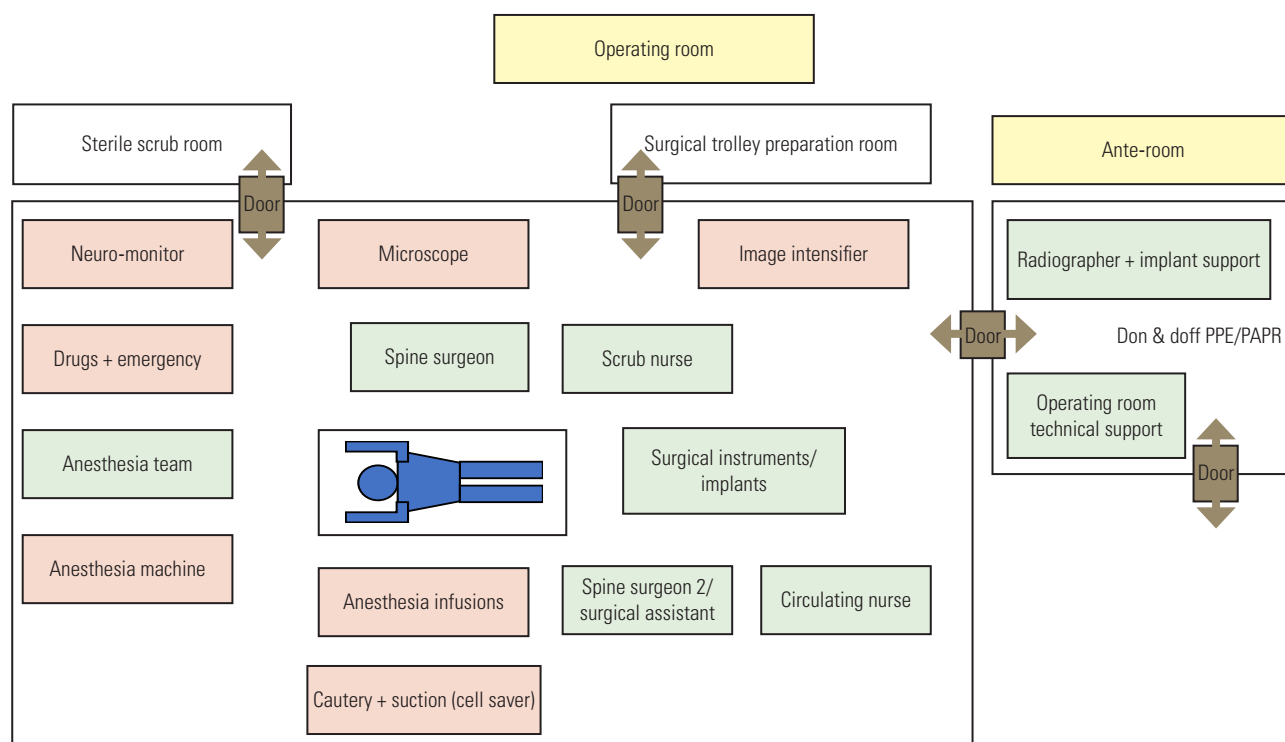 Operating room
Sterile scrub room
Surgical trolley preparation room
Ante-room
Door
Door
Neuro-monitor
Microscope
Image intensifier
Radiographer + implant support
Door
Don & doff PPE/PAPR
Drugs + emergency
Spine surgeon
Scrub nurse
Operating room
technical support
Door
Anesthesia team
Surgical instruments/
implants
Anesthesia machine
Anesthesia infusions
Spine surgeon 2/
surgical assistant
Circulating nurse
Cautery + suction (cell saver)